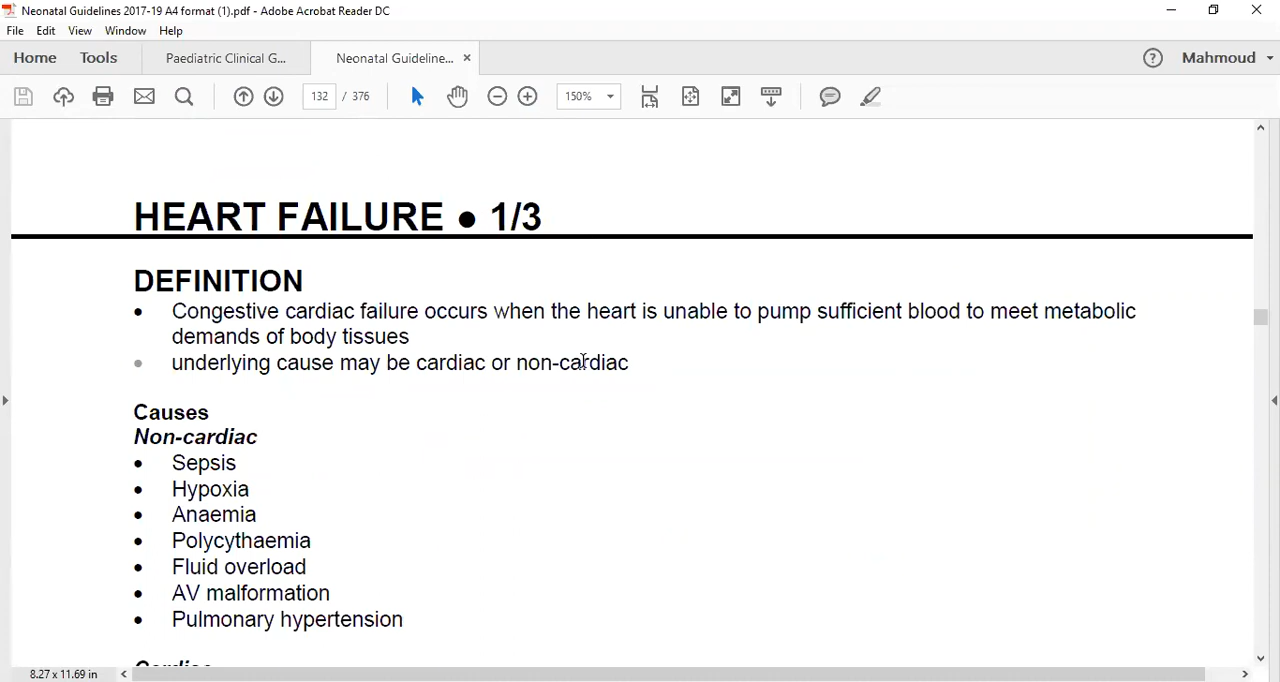 Neonatal Guidelines 2017-19 A4 format (1).pdf - Adobe Acrobat Reader DC
File Edit View Window Help
Home Tools Paediatric Clinical G... Neonatal Guideline... × ? Mahmoud
132 / 376 150%
HEART FAILURE ● 1/3
DEFINITION
• Congestive cardiac failure occurs when the heart is unable to pump sufficient blood to meet metabolic
demands of body tissues
• underlying cause may be cardiac or non-cardiac
Causes
Non-cardiac
• Sepsis
• Hypoxia
• Anaemia
• Polycythaemia
• Fluid overload
• AV malformation
• Pulmonary hypertension
Cardiac
8.27 x 11.69 in